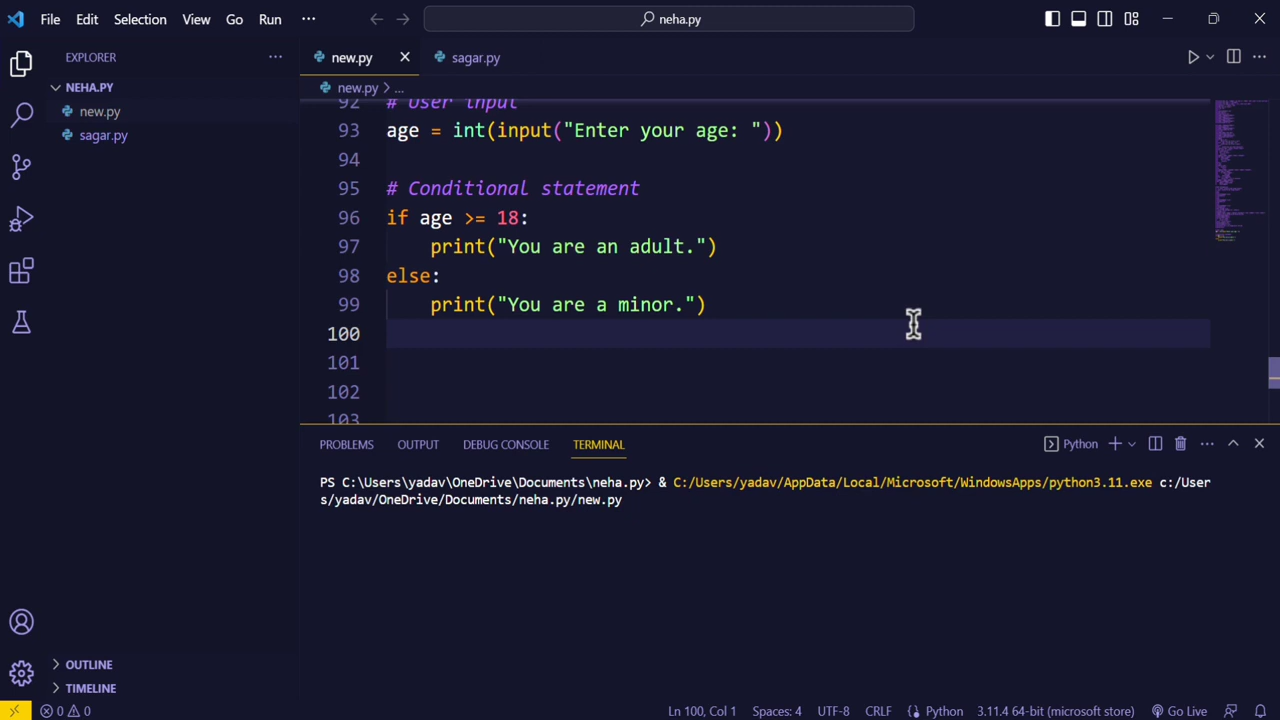 File Edit Selection View Go Run ··· neha.py
EXPLORER ···
new.py
sagar.py
NEHA.PY
new.py
sagar.py
new.py > ...
92 # User input
93 age = int(input("Enter your age: "))
94
95 # Conditional statement
96 if age >= 18:
97     print("You are an adult.")
98 else:
99     print("You are a minor.")
100
101
102
103
PROBLEMS OUTPUT DEBUG CONSOLE TERMINAL Python
PS C:\Users\yadav\OneDrive\Documents\neha.py> & C:/Users/yadav/AppData/Local/Microsoft/WindowsApps/python3.11.exe c:/User
s/yadav/OneDrive/Documents/neha.py/new.py
OUTLINE
TIMELINE
0 0 Ln 100, Col 1 Spaces: 4 UTF-8 CRLF Python 3.11.4 64-bit (microsoft store) Go Live